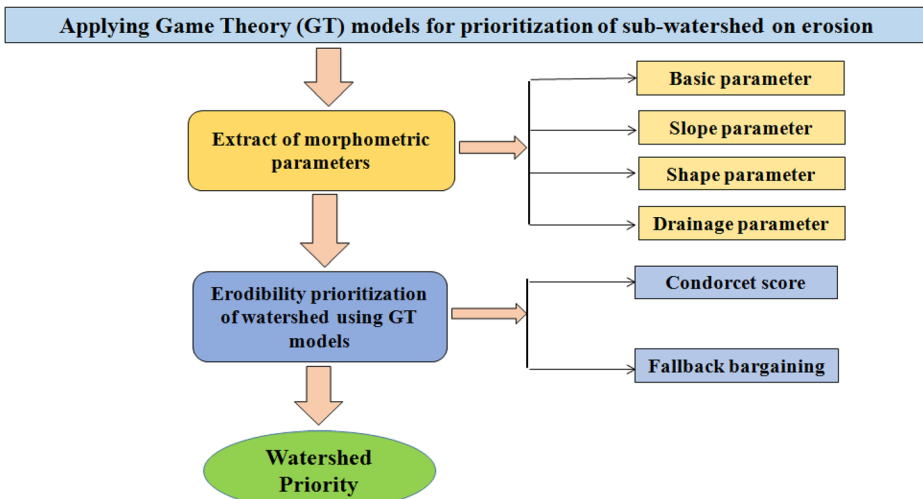 Applying Game Theory (GT) models for prioritization of sub-watershed on erosion
Extract of morphometric
parameters
Basic parameter
Slope parameter
Shape parameter
Drainage parameter
Erodibility prioritization
of watershed using GT
models
Condorcet score
Fallback bargaining
Watershed
Priority